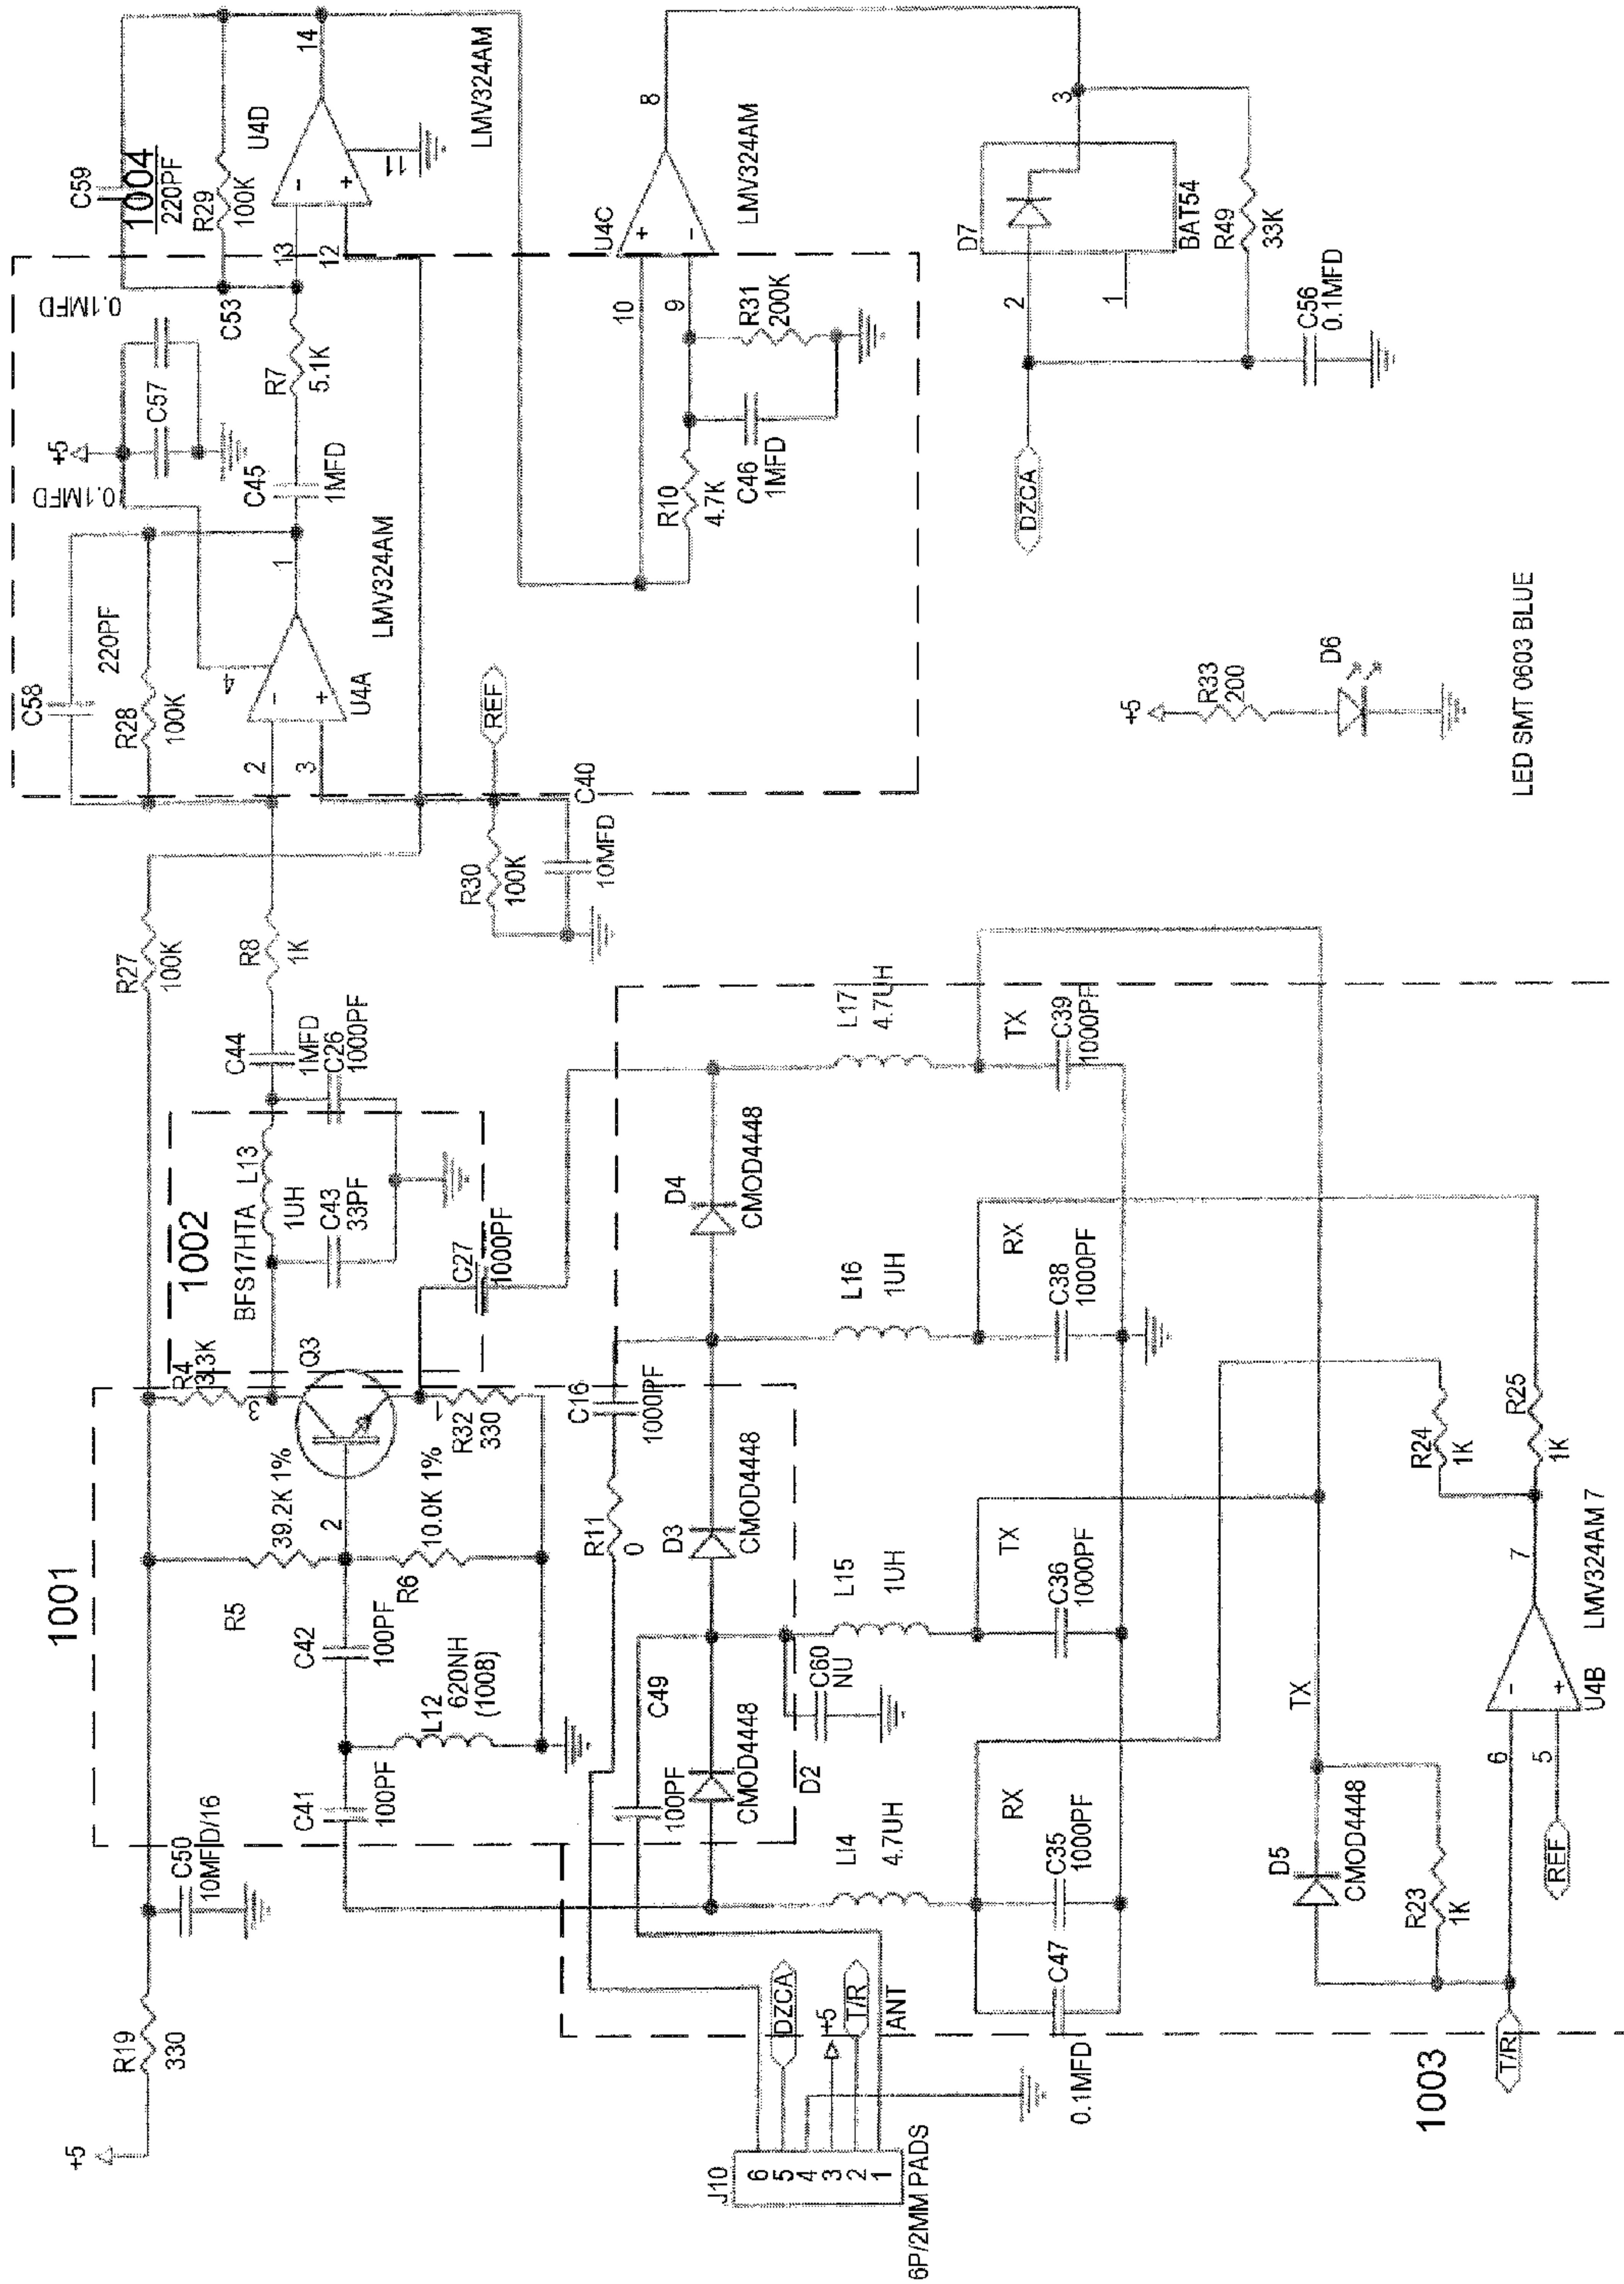 +5
R19
330
C50
10MFD/16
1001
R5
39.2K 1%
R4
3.3K
3
Q3
2
10.0K 1%
R6
1
R32
330
C41
100PF
C42
100PF
L12
620NH
(1008)
1002
BFS17HTA
L13
1UH
C43
33PF
C44
1MFD
C26
1000PF
C27
1000PF
R27
100K
R8
1K
R30
100K
10MFD
C40
REF
C58
220PF
R28
100K
2
3
4
1
U4A
LMV324AM
0.1MFD
+5
C57
0.1MFD
C53
C45
1MFD
R7
5.1K
C59
1004
220PF
R29
100K
13
12
14
U4D
11
LMV324AM
U4C
10
9
8
LMV324AM
R10
4.7K
C46
1MFD
R31
200K
DZCA
D7
2
1
3
BAT54
R49
33K
C56
0.1MFD
+5
R33
200
D6
LED SMT 0603 BLUE
J10
6
5
4
3
2
1
6P/2MM PADS
DZCA
+5
T/R
ANT
R11
0
C16
1000PF
C49
100PF
CMOD4448
D2
D3
CMOD4448
D4
CMOD4448
C60
NU
L14
4.7UH
L15
1UH
L16
1UH
L17
4.7UH
C47
0.1MFD
RX
C35
1000PF
TX
C36
1000PF
RX
C38
1000PF
TX
C39
1000PF
1003
T/R
D5
CMOD4448
R23
1K
TX
6
5
REF
U4B
7
LMV324AM
R24
1K
R25
1K